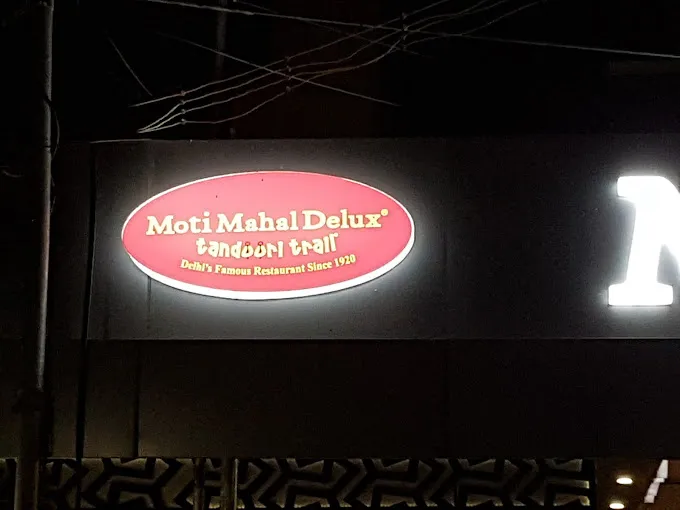 Moti Mahal Delux®
tandoori trail
Delhi's Famous Restaurant Since 1920